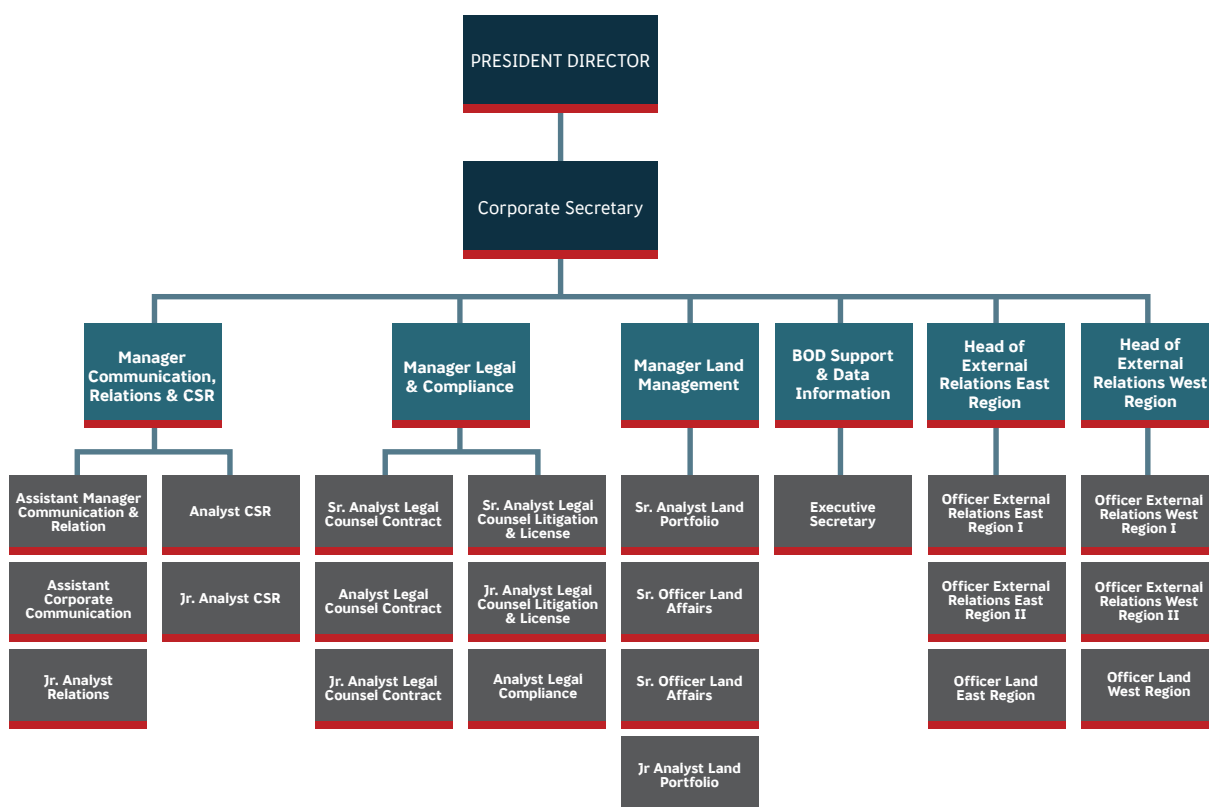 PRESIDENT DIRECTOR
Corporate Secretary
Manager
Communication,
Relations & CSR
Manager Legal
& Compliance
Manager Land
Management
BOD Support
& Data
Information
Head of
External
Relations East
Region
Head of
External
Relations West
Region
Assistant Manager
Communication &
Relation
Analyst CSR
Sr. Analyst Legal
Counsel Contract
Sr. Analyst Legal
Counsel Litigation
& License
Sr. Analyst Land
Portfolio
Executive
Secretary
Officer External
Relations East
Region I
Officer External
Relations West
Region I
Assistant
Corporate
Communication
Jr. Analyst CSR
Analyst Legal
Counsel Contract
Jr. Analyst Legal
Counsel Litigation
& License
Sr. Officer Land
Affairs
Officer External
Relations East
Region II
Officer External
Relations West
Region II
Jr. Analyst
Relations
Jr. Analyst Legal
Counsel Contract
Analyst Legal
Compliance
Sr. Officer Land
Affairs
Officer Land
East Region
Officer Land
West Region
Jr Analyst Land
Portfolio